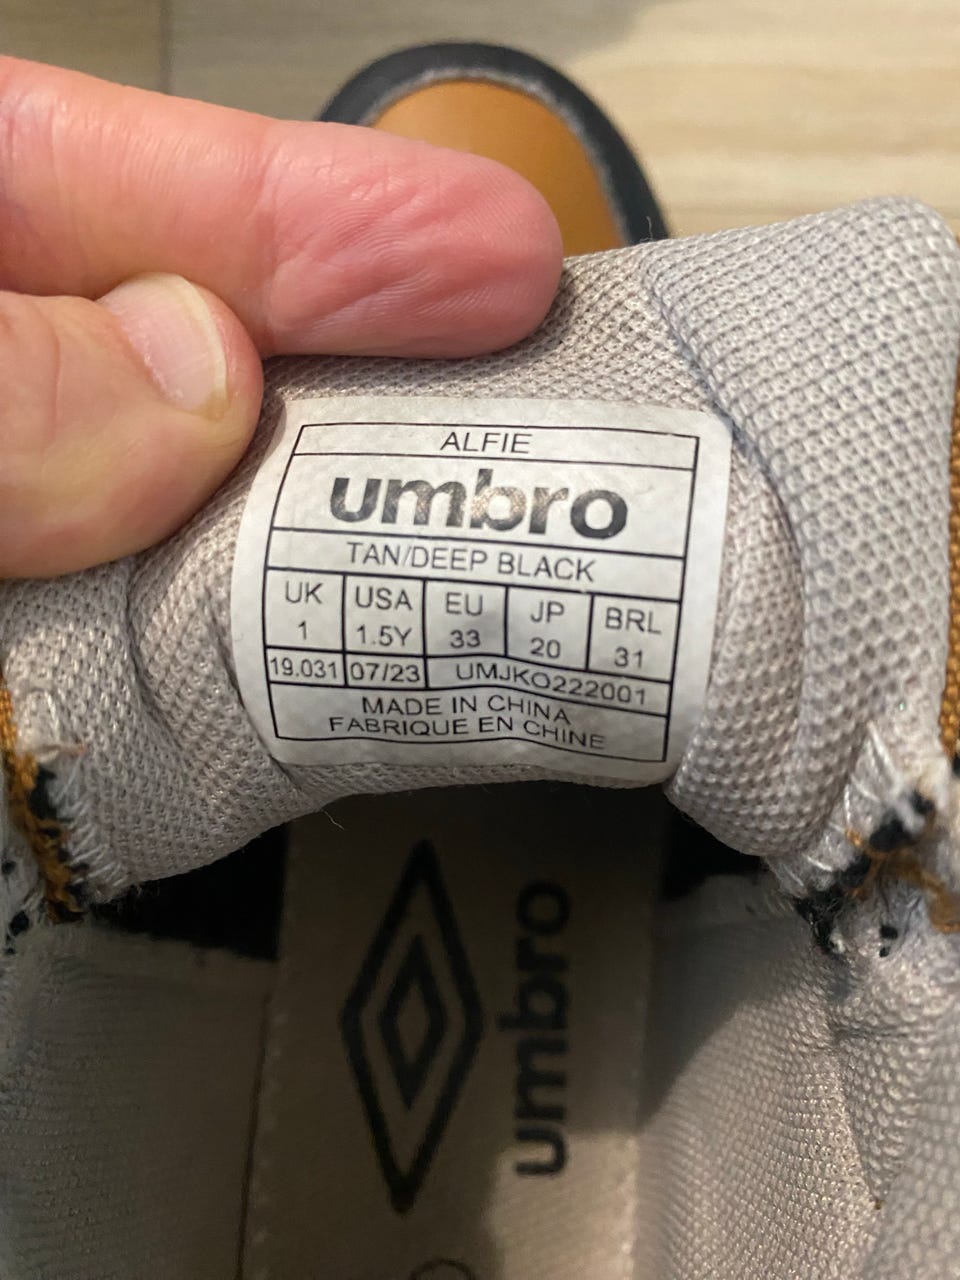 ALFIE
umbro
TAN/DEEP BLACK
UK USA EU JP BRL
1 1.5Y 33 20 31
19.031 07/23 UMJKO222001
MADE IN CHINA
FABRIQUE EN CHINE
umbro